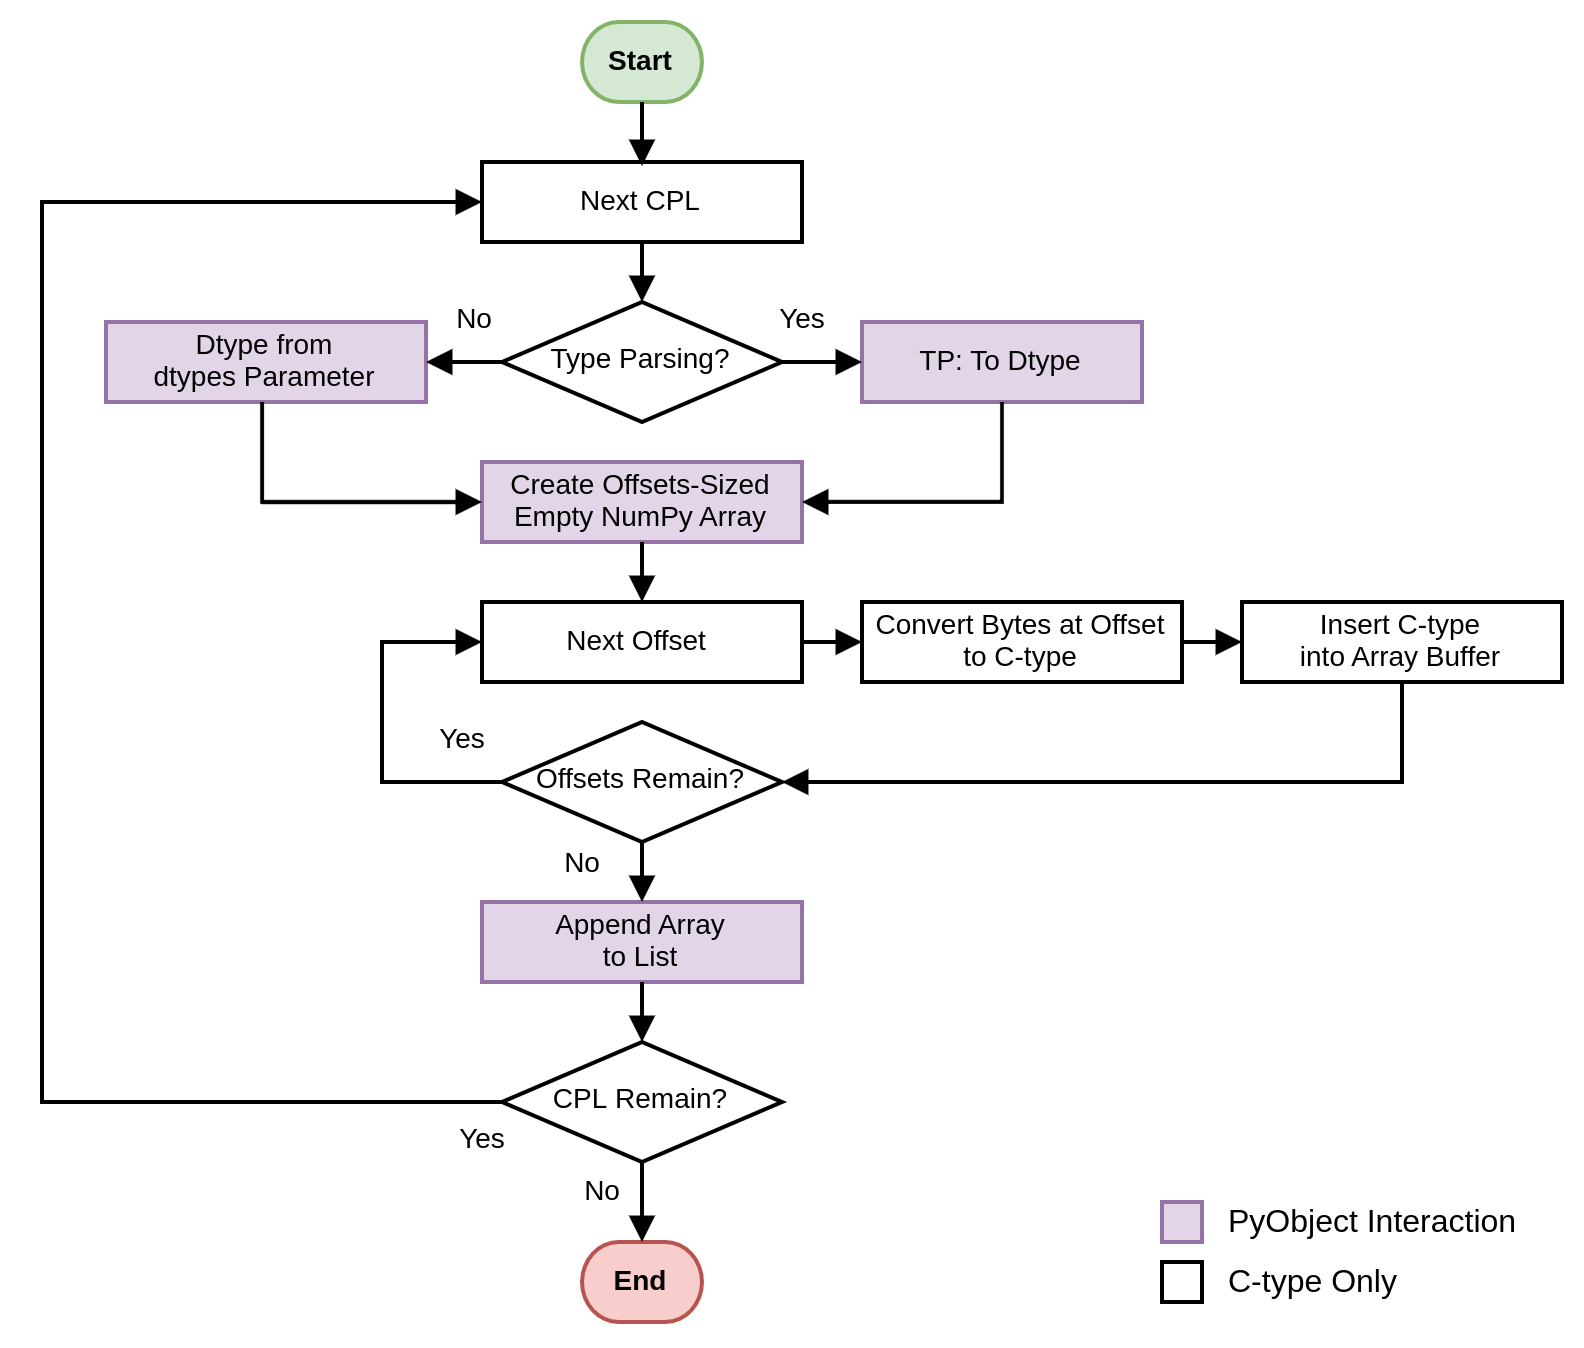 Start
Next CPL
No
Yes
Dtype from
dtypes Parameter
Type Parsing?
TP: To Dtype
Create Offsets-Sized
Empty NumPy Array
Next Offset
Convert Bytes at Offset
to C-type
Insert C-type
into Array Buffer
Yes
Offsets Remain?
No
Append Array
to List
CPL Remain?
Yes
No
End
PyObject Interaction
C-type Only